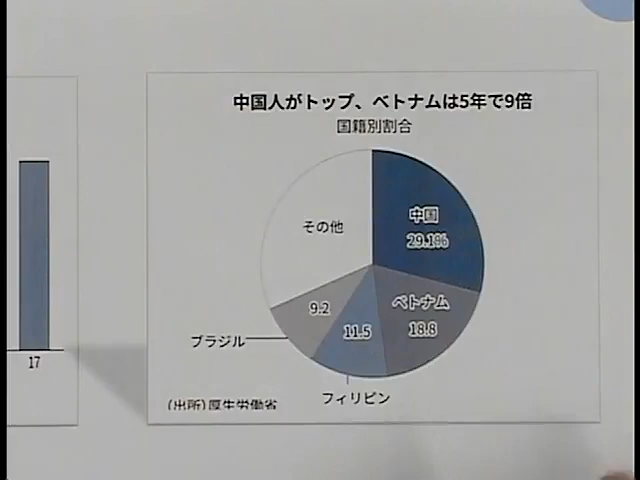 中国人がトップ、ベトナムは5年で9倍
国籍別割合
中国
29.1%
その他
ベトナム
18.8
9.2
11.5
ブラジル
フィリピン
17
(出所)厚生労働省